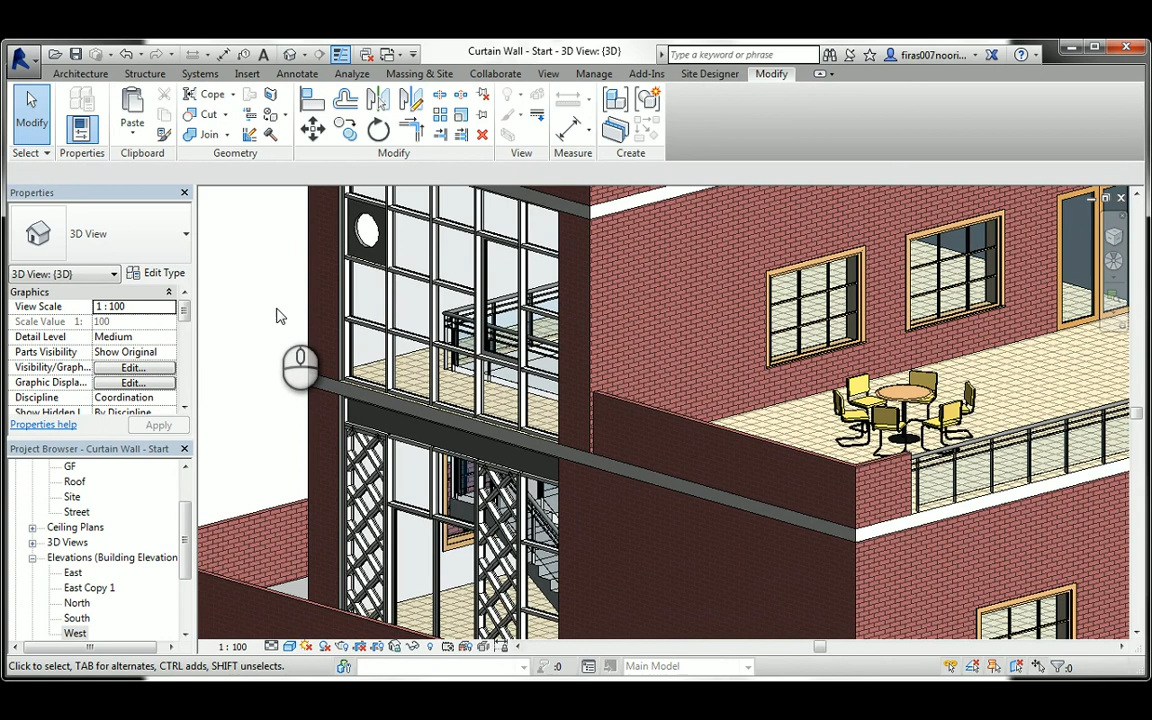 Curtain Wall - Start - 3D View: {3D}
Type a keyword or phrase
firas007noori...
Architecture Structure Systems Insert Annotate Analyze Massing & Site Collaborate View Manage Add-Ins Site Designer Modify
Modify
Paste
Cope
Cut
Join
Select Properties Clipboard Geometry Modify View Measure Create
Properties
3D View
3D View: {3D} Edit Type
Graphics
View Scale 1 : 100
Scale Value 1: 100
Detail Level Medium
Parts Visibility Show Original
Visibility/Graph... Edit...
Graphic Displa... Edit...
Discipline Coordination
Show Hidden L By Discipline
Properties help Apply
Project Browser - Curtain Wall - Start
GF
Roof
Site
Street
Ceiling Plans
3D Views
Elevations (Building Elevation
East
East Copy 1
North
South
West
1 : 100
Click to select, TAB for alternates, CTRL adds, SHIFT unselects.
:0
Main Model
:0